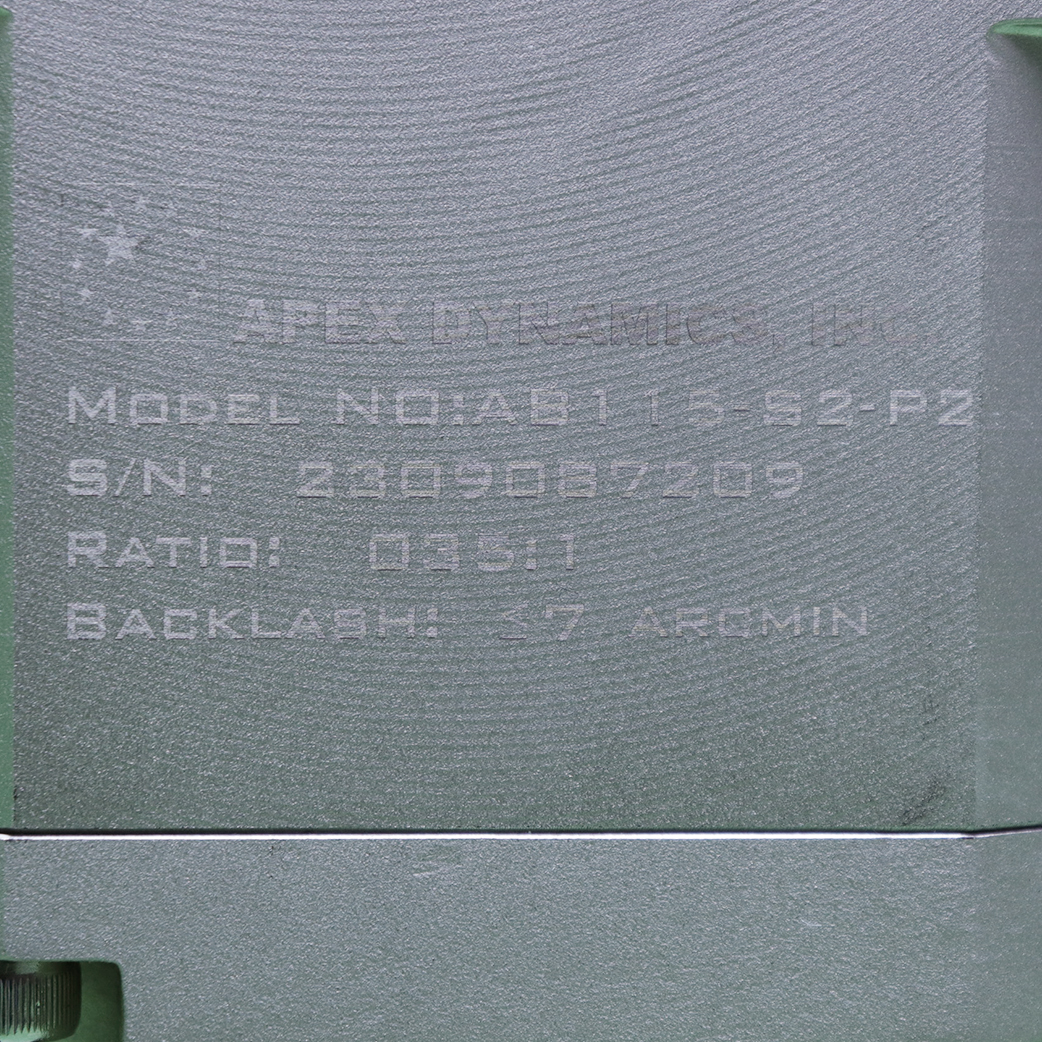 APEX DYNAMICS, INC.
MODEL NO:AB115-S2-P2
S/N: 2309087209
RATIO: 035:1
BACKLASH: ≤7 ARCMIN